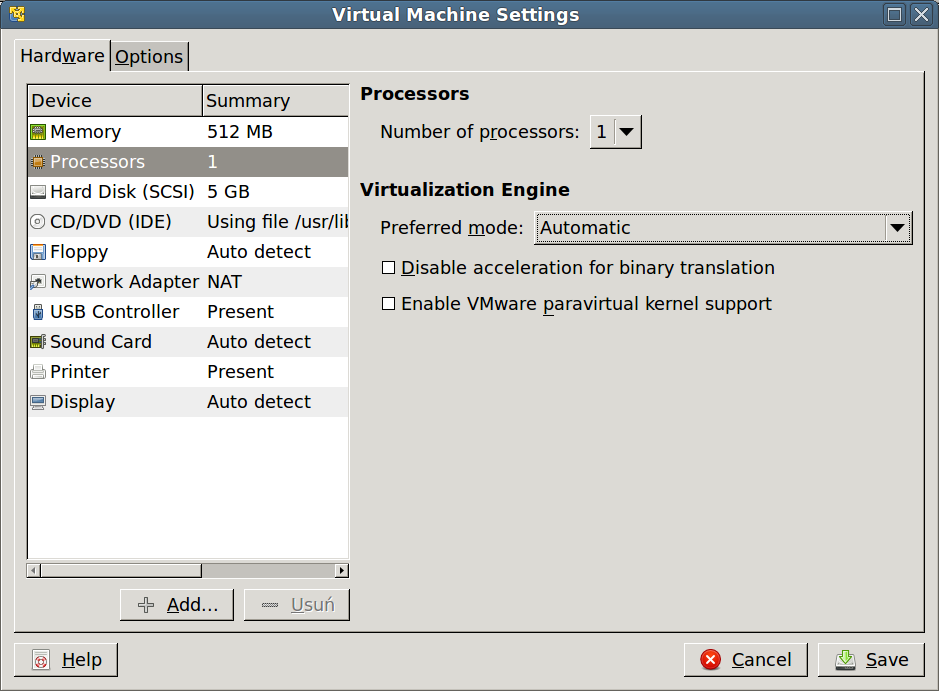 Virtual Machine Settings
Hardware Options
Device Summary
Memory 512 MB
Processors 1
Hard Disk (SCSI) 5 GB
CD/DVD (IDE) Using file /usr/lib
Floppy Auto detect
Network Adapter NAT
USB Controller Present
Sound Card Auto detect
Printer Present
Display Auto detect
Add...
Usuń
Processors
Number of processors: 1
Virtualization Engine
Preferred mode: Automatic
Disable acceleration for binary translation
Enable VMware paravirtual kernel support
Help
Cancel
Save